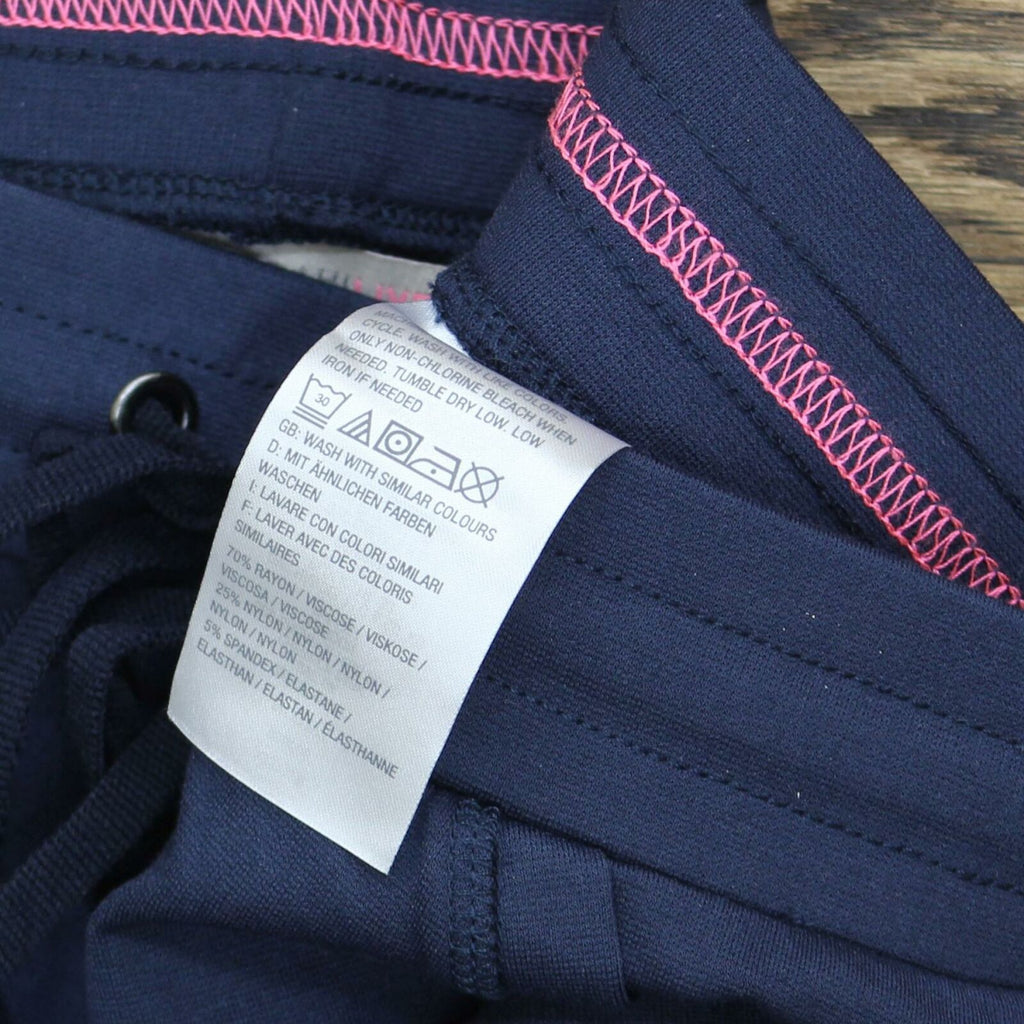 CYCLE. WASH WITH LIKE COLORS.
ONLY NON-CHLORINE BLEACH WHEN
NEEDED. TUMBLE DRY LOW. LOW
IRON IF NEEDED
30
GB: WASH WITH SIMILAR COLOURS
D: MIT ÄHNLICHEN FARBEN
WASCHEN
I: LAVARE CON COLORI SIMILARI
F: LAVER AVEC DES COLORIS
SIMILAIRES
70% RAYON / VISCOSE / VISKOSE /
VISCOSA / VISCOSE
25% NYLON / NYLON / NYLON /
NYLON / NYLON
5% SPANDEX / ELASTANE /
ELASTHAN / ELASTAN / ÉLASTHANNE